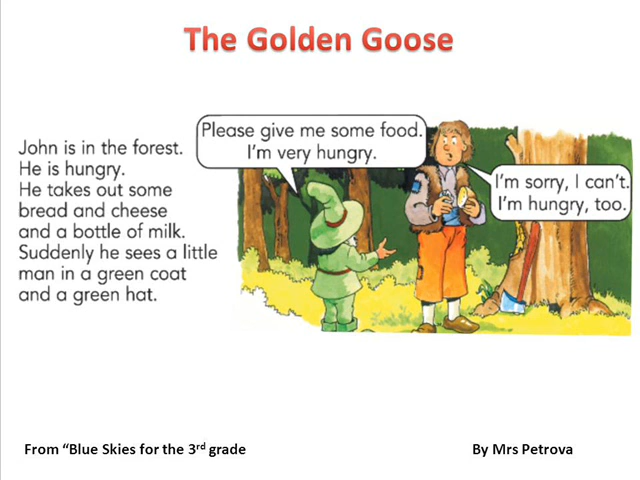 The Golden Goose
John is in the forest.
He is hungry.
He takes out some
bread and cheese
and a bottle of milk.
Suddenly he sees a little
man in a green coat
and a green hat.
Please give me some food.
I'm very hungry.
I'm sorry, I can't.
I'm hungry, too.
From “Blue Skies for the 3rd grade
By Mrs Petrova